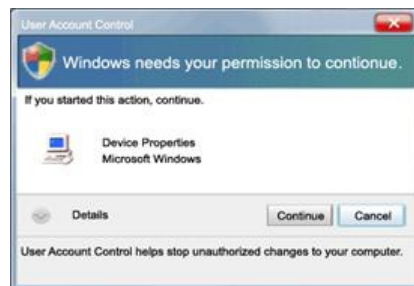 User Account Control
Windows needs your permission to contionue.
If you started this action, continue.
Device Properties
Microsoft Windows
Details
Continue
Cancel
User Account Control helps stop unauthorized changes to your computer.